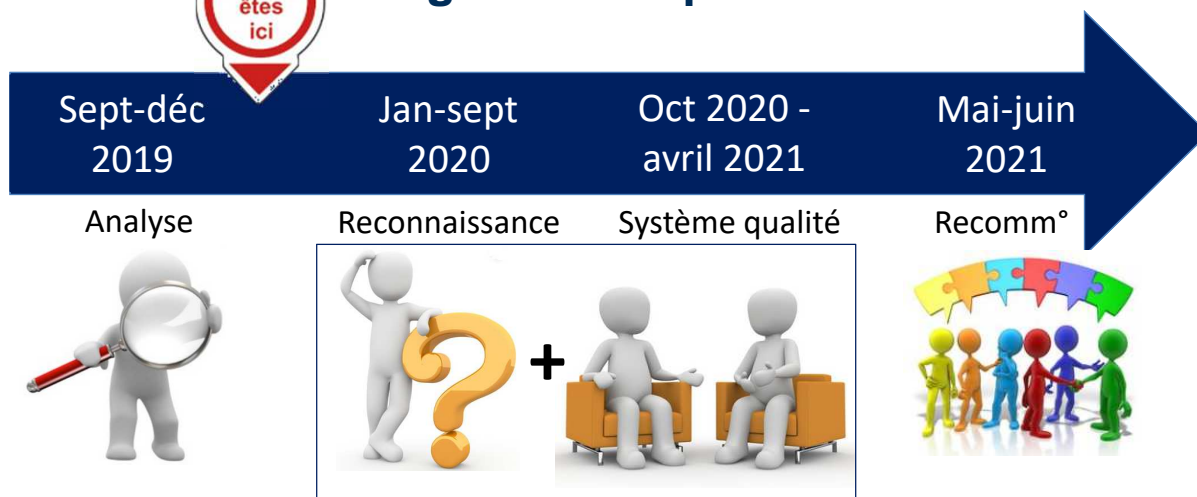 êtes
ici
Sept-déc
2019
Jan-sept
2020
Oct 2020 -
avril 2021
Mai-juin
2021
Analyse
Reconnaissance
Système qualité
Recomm°
+